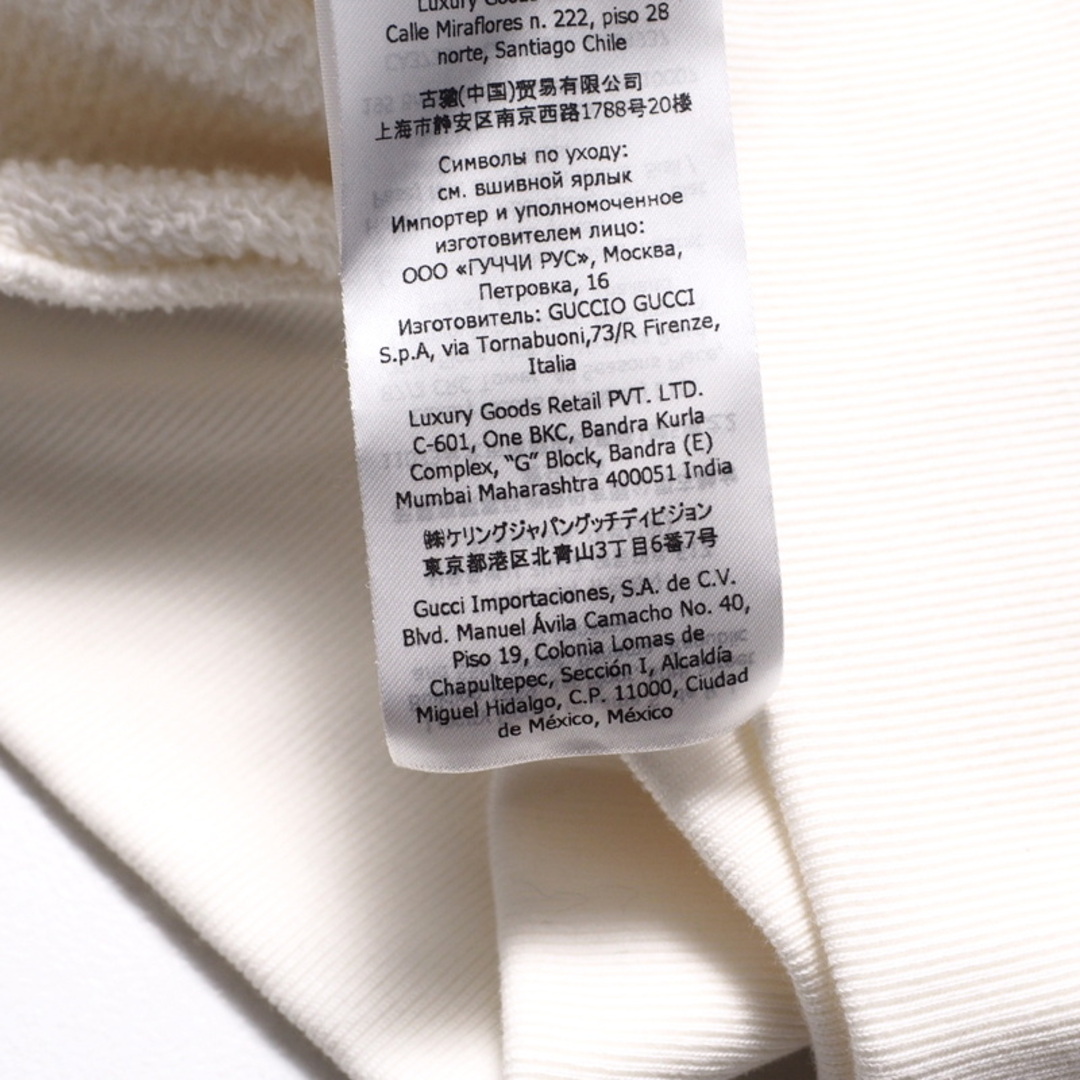 Luxury Goods
Calle Miraflores n. 222, piso 28
norte, Santiago Chile
古驰(中国)贸易有限公司
上海市静安区南京西路1788号20楼
Символы по уходу:
см. вшивной ярлык
Импортер и уполномоченное
изготовителем лицо:
ООО «ГУЧЧИ РУС», Москва,
Петровка, 16
Изготовитель: GUCCIO GUCCI
S.p.A, via Tornabuoni,73/R Firenze,
Italia
Luxury Goods Retail PVT. LTD.
C-601, One BKC, Bandra Kurla
Complex, “G” Block, Bandra (E)
Mumbai Maharashtra 400051 India
㈱ケリングジャパングッチディビジョン
東京都港区北青山3丁目6番7号
Gucci Importaciones, S.A. de C.V.
Blvd. Manuel Ávila Camacho No. 40,
Piso 19, Colonia Lomas de
Chapultepec, Sección I, Alcaldía
Miguel Hidalgo, C.P. 11000, Ciudad
de México, México